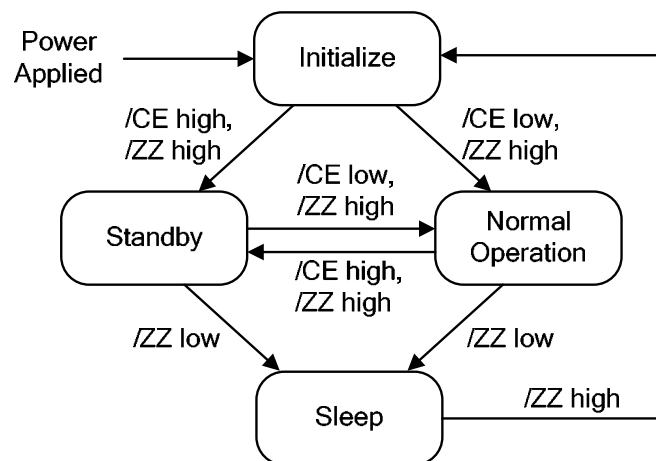 Power
Applied
Initialize
/CE high,
/ZZ high
/CE low,
/ZZ high
/CE low,
/ZZ high
Standby
Normal
Operation
/CE high,
/ZZ high
/ZZ low
/ZZ low
Sleep
/ZZ high